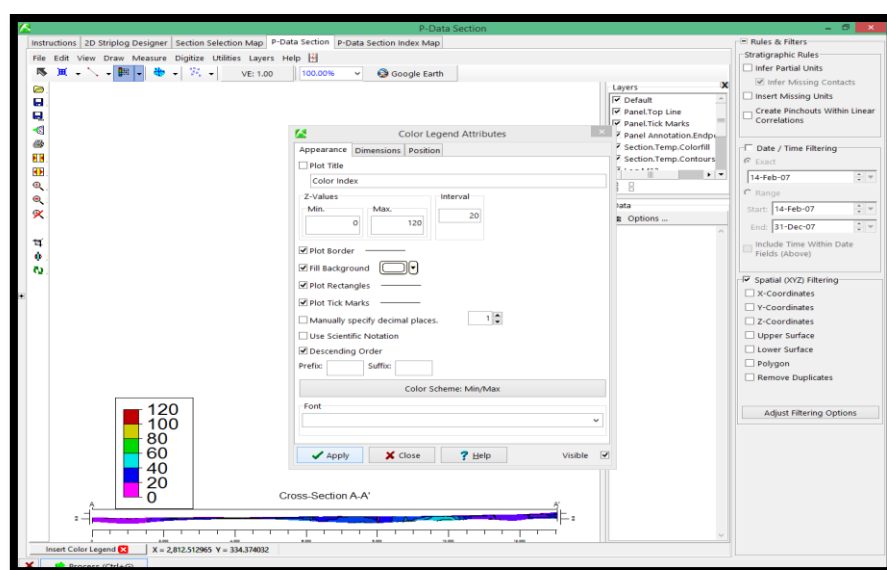 P-Data Section
Instructions 2D Striplog Designer Section Selection Map P-Data Section P-Data Section Index Map
File Edit View Draw Measure Digitize Utilities Layers Help
VE: 1.00 100.00% Google Earth
Layers
Default
Panel.Top Line
Panel.Tick Marks
Panel Annotation.Endpo
Section.Temp.Colorfill
Section.Temp.Contours
Data
Options ...
Color Legend Attributes
Appearance Dimensions Position
Plot Title
Color Index
Z-Values
Min. Max. Interval
0 120 20
Plot Border
Fill Background
Plot Rectangles
Plot Tick Marks
Manually specify decimal places. 1
Use Scientific Notation
Descending Order
Prefix: Suffix:
Color Scheme: Min/Max
Font
Apply Close Help Visible
Rules & Filters
Stratigraphic Rules
Infer Partial Units
Infer Missing Contacts
Insert Missing Units
Create Pinchouts Within Linear
Correlations
Date / Time Filtering
Exact
14-Feb-07
Range
Start: 14-Feb-07
End: 31-Dec-07
Include Time Within Date
Fields (Above)
Spatial (XYZ) Filtering
X-Coordinates
Y-Coordinates
Z-Coordinates
Upper Surface
Lower Surface
Polygon
Remove Duplicates
Adjust Filtering Options
120
100
80
60
40
20
0
Cross-Section A-A'
A A'
Insert Color Legend X = 2,812.512965 Y = 334.374032
Process (Ctrl+G)